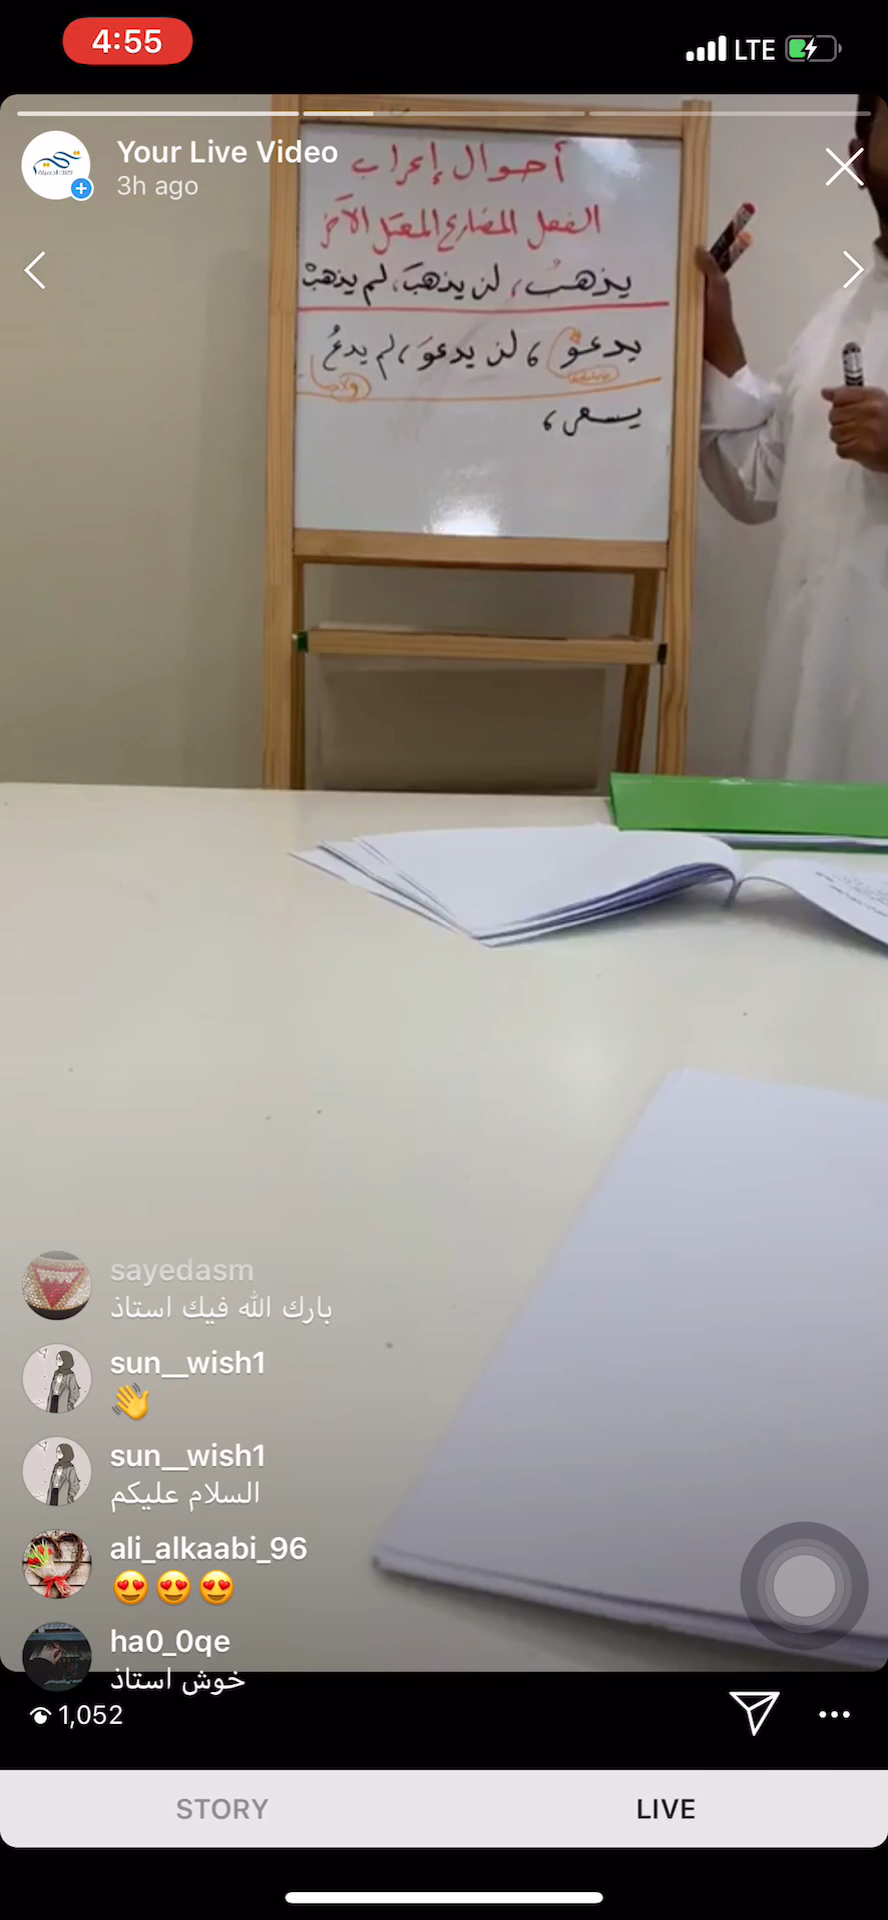 4:55
LTE
Your Live Video
3h ago
أحوال إعراب
الفعل المضارع المعتل الآخر
يذهبُ، لن يذهبَ، لم يذهبْ
يدعو، لن يدعوَ، لم يدعُ
يسعى،
sayedasm
بارك الله فيك استاذ
sun__wish1
👋
sun__wish1
السلام عليكم
ali_alkaabi_96
😍😍😍
ha0_0qe
خوش استاذ
1,052
STORY
LIVE